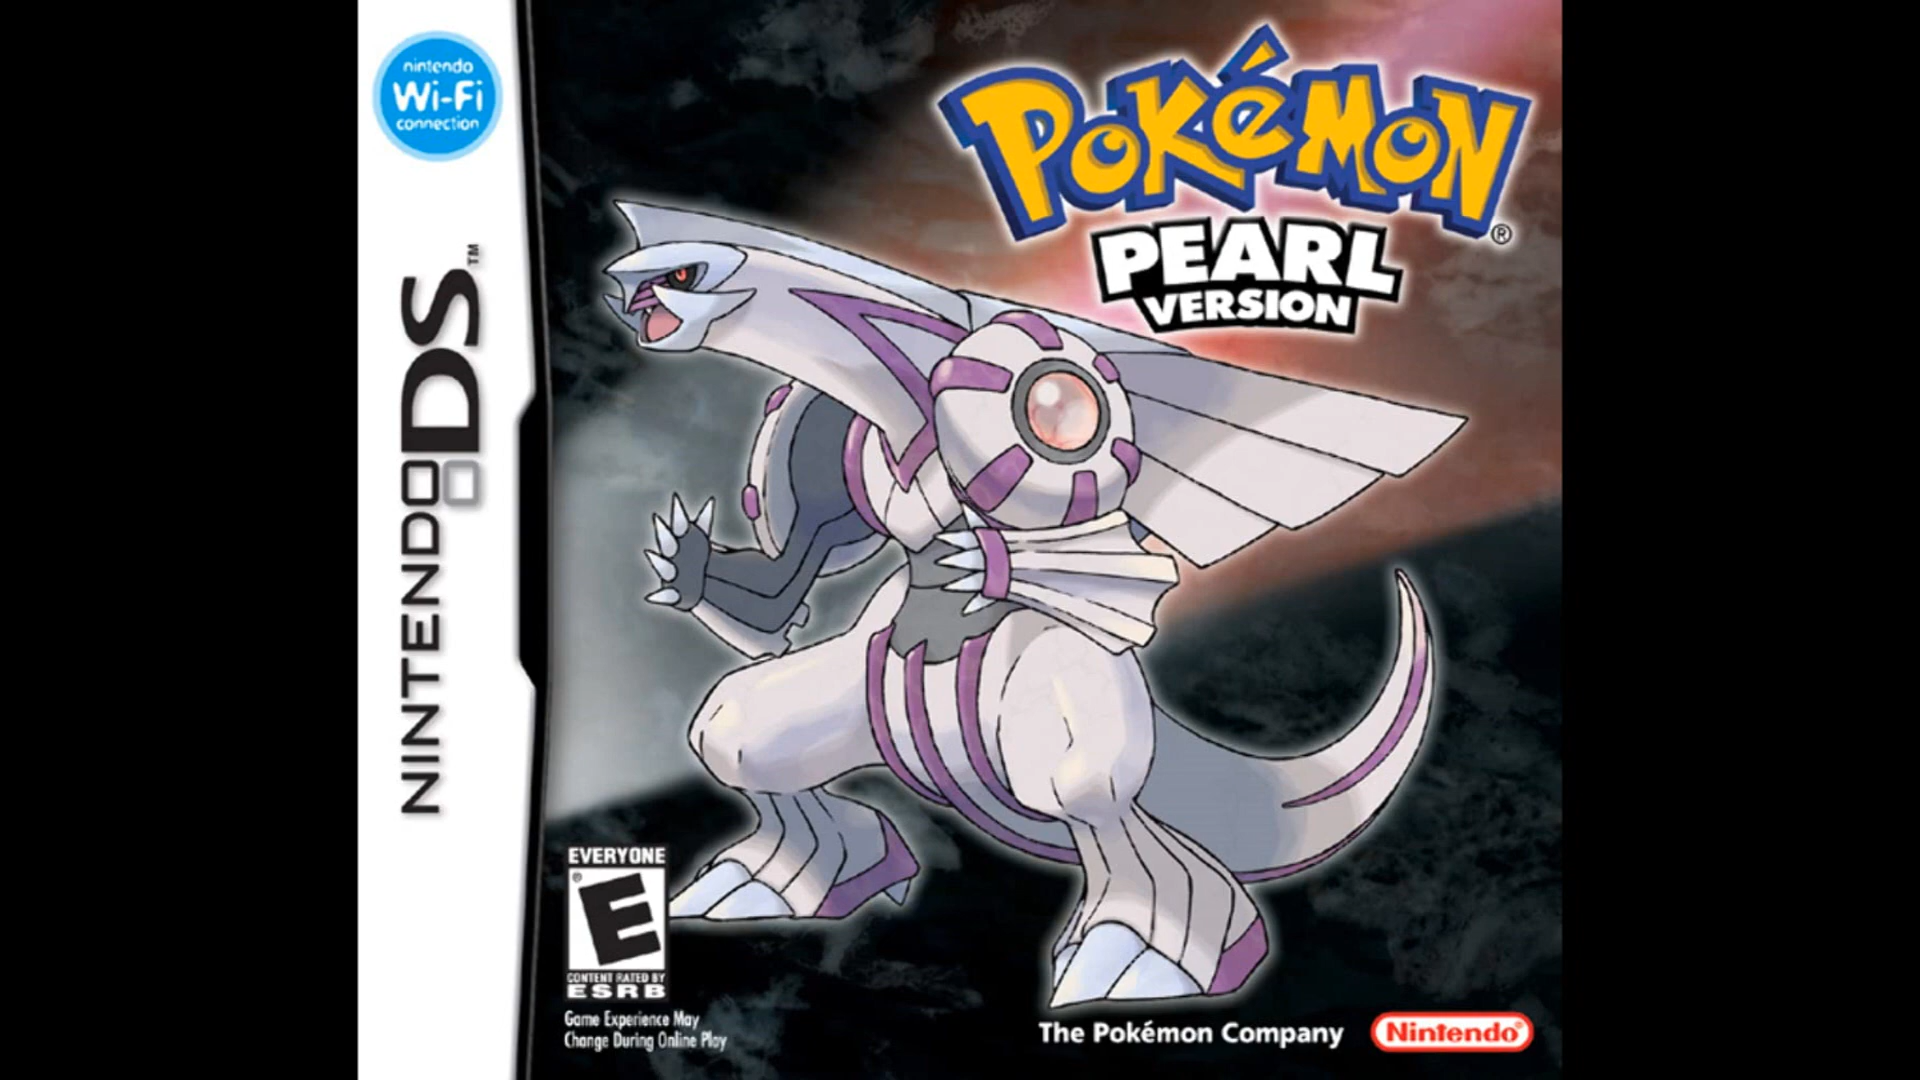 nintendo
Wi-Fi
connection
NINTENDO DS™
POKéMON®
PEARL
VERSION
EVERYONE
E®
CONTENT RATED BY
ESRB
Game Experience May
Change During Online Play
The Pokémon Company
Nintendo®